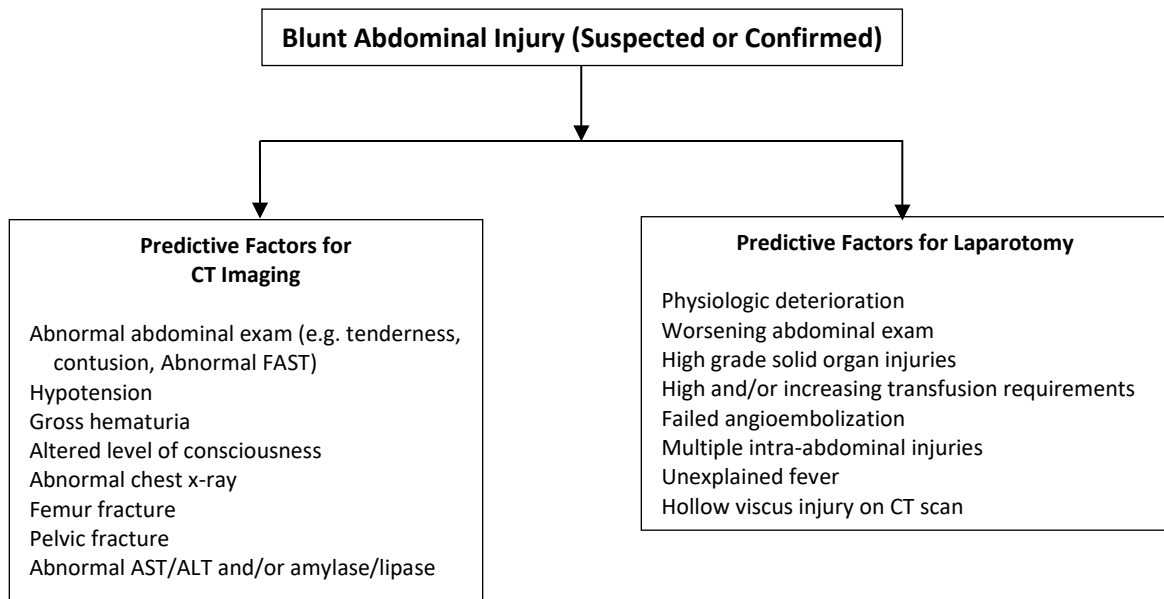 Blunt Abdominal Injury (Suspected or Confirmed)
Predictive Factors for
CT Imaging
Abnormal abdominal exam (e.g. tenderness,
contusion, Abnormal FAST)
Hypotension
Gross hematuria
Altered level of consciousness
Abnormal chest x-ray
Femur fracture
Pelvic fracture
Abnormal AST/ALT and/or amylase/lipase
Predictive Factors for Laparotomy
Physiologic deterioration
Worsening abdominal exam
High grade solid organ injuries
High and/or increasing transfusion requirements
Failed angioembolization
Multiple intra-abdominal injuries
Unexplained fever
Hollow viscus injury on CT scan